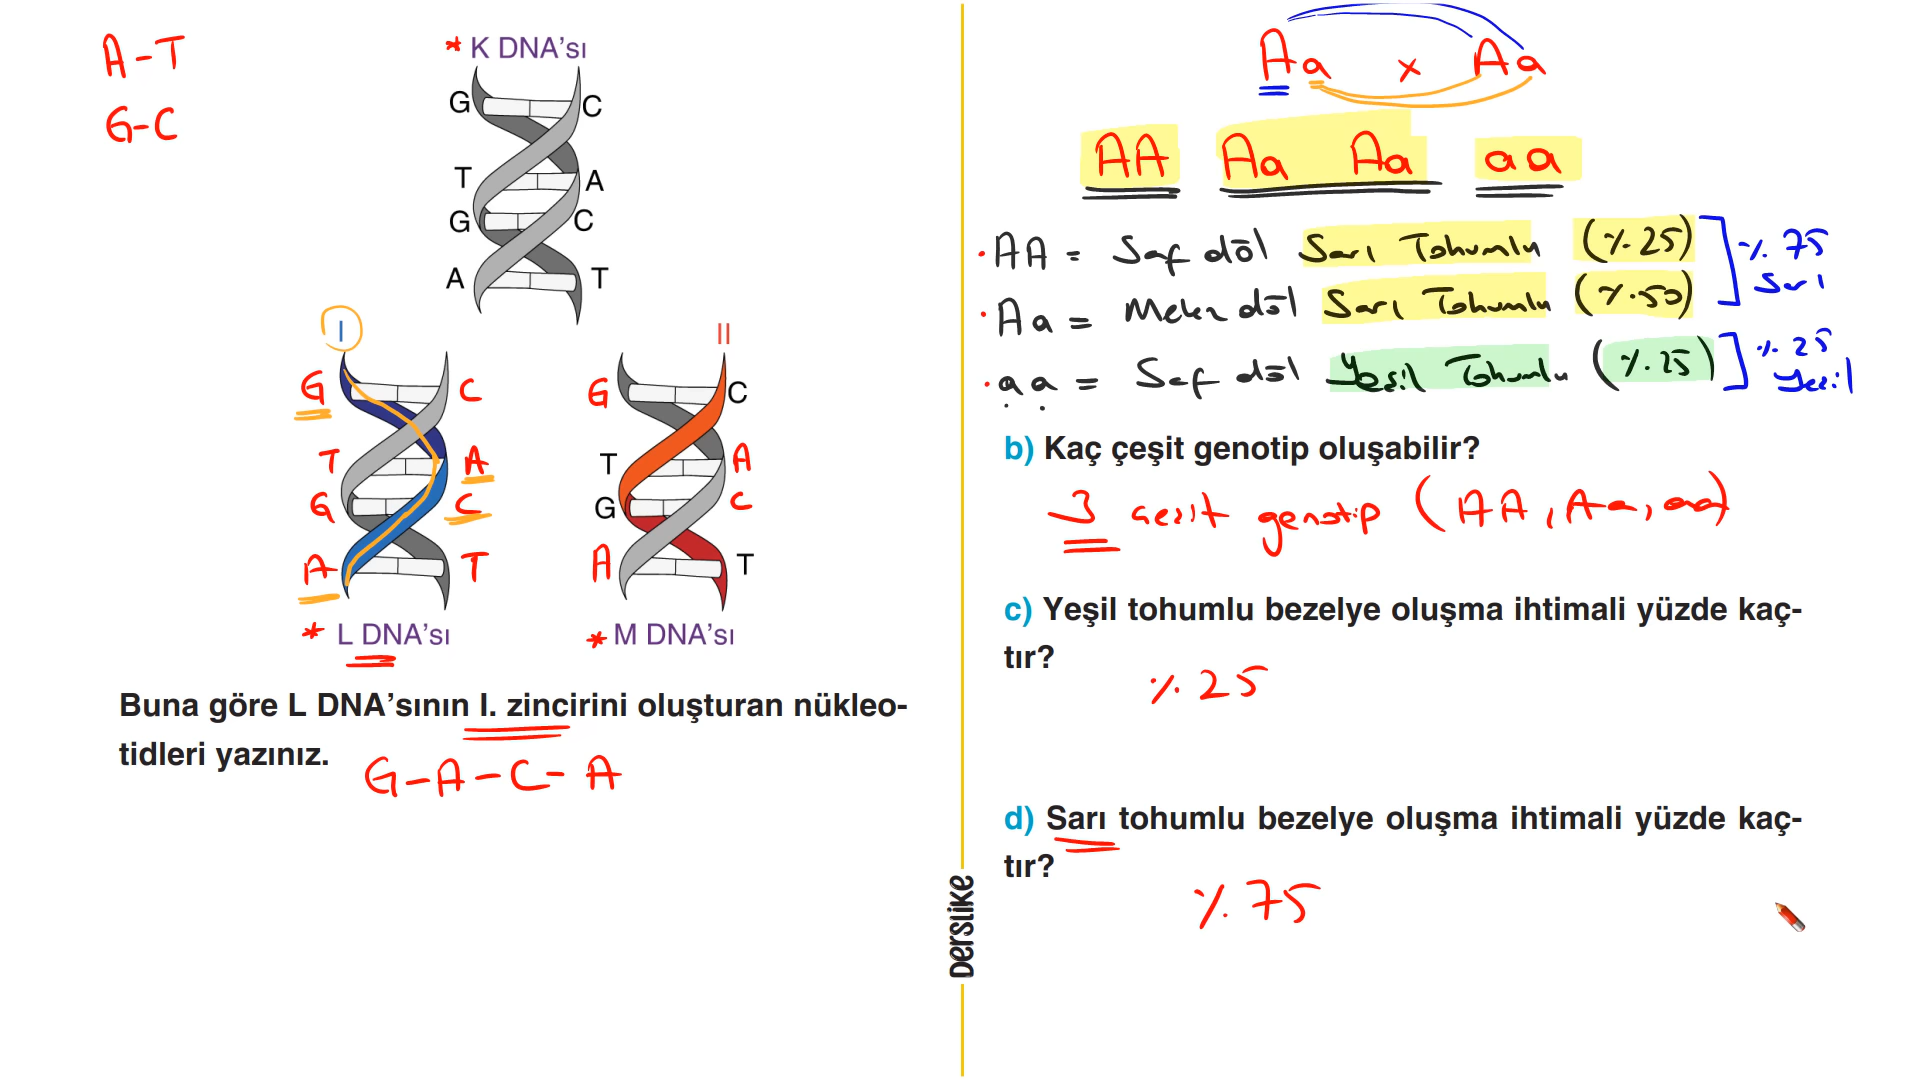 A-T
G-C
* K DNA'sı
G C
T A
G C
A T
I II
G C G C
T A T A
G C G C
A T A T
* L DNA'sı * M DNA'sı
Buna göre L DNA'sının I. zincirini oluşturan nükleo-
tidleri yazınız.
G-A-C-A
DERSLİKE
Aa x Aa
AA Aa Aa aa
• AA = Saf döl Sarı Tohumlu (%25) ] %75 Sarı
• Aa = Melez döl Sarı Tohumlu (%50)
• aa = Saf döl Yeşil Tohumlu (%25) ] %25 Yeşil
b) Kaç çeşit genotip oluşabilir?
3 çeşit genotip (AA, Aa, aa)
c) Yeşil tohumlu bezelye oluşma ihtimali yüzde kaç-
tır?
%25
d) Sarı tohumlu bezelye oluşma ihtimali yüzde kaç-
tır?
%75